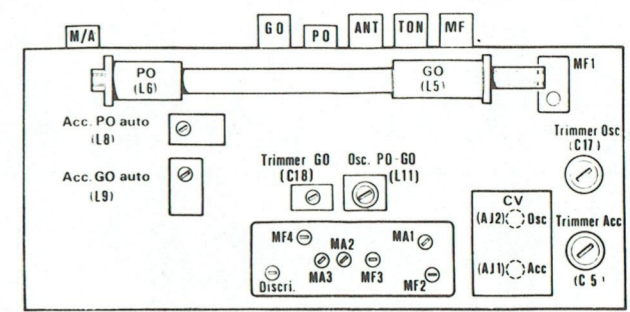 M/A
GO
PO
ANT
TON
MF
PO
(L6)
GO
(L5)
MF1
Acc. PO auto
(L8)
Acc. GO auto
(L9)
Trimmer GO
(C18)
Osc. PO-GO
(L11)
Trimmer Osc
(C17)
CV
(AJ2)
Osc
(AJ1)
Acc
Trimmer Acc
(C 5)
MF4
MA2
MA1
MA3
MF3
MF2
Discri.